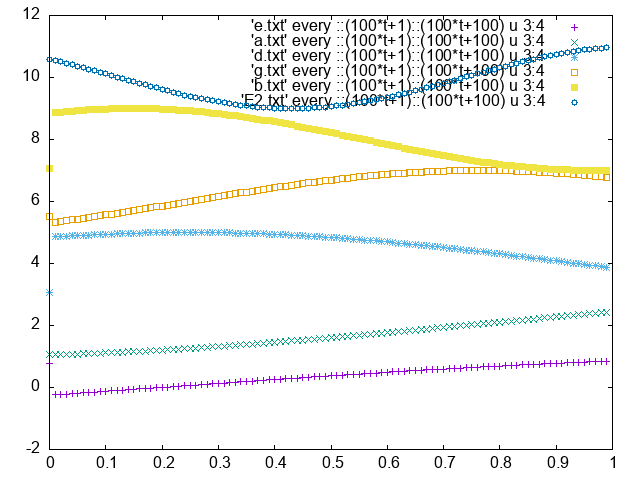 12
10
8
6
4
2
0
-2
'e.txt' every ::(100*t+1)::(100*t+100) u 3:4
'a.txt' every ::(100*t+1)::(100*t+100) u 3:4
'd.txt' every ::(100*t+1)::(100*t+100) u 3:4
'g.txt' every ::(100*t+1)::(100*t+100) u 3:4
'b.txt' every ::(100*t+1)::(100*t+100) u 3:4
'E2.txt' every ::(100*t+1)::(100*t+100) u 3:4
0 0.1 0.2 0.3 0.4 0.5 0.6 0.7 0.8 0.9 1